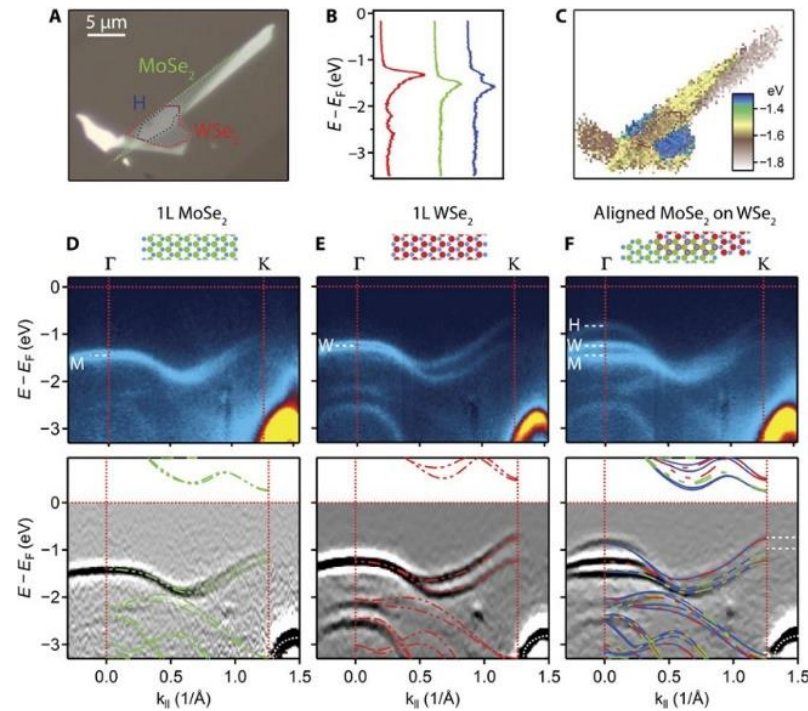 A
5 μm
MoSe2
H
WSe2
B
E − EF (eV)
0
−1
−2
−3
C
eV
−1.4
−1.6
−1.8
1L MoSe2
1L WSe2
Aligned MoSe2 on WSe2
D
Γ
K
E
Γ
K
F
Γ
K
E − EF (eV)
0
−1
−2
−3
M
W
H
W
M
E − EF (eV)
0
−1
−2
−3
0.0
0.5
1.0
1.5
0.0
0.5
1.0
1.5
0.0
0.5
1.0
1.5
k|| (1/Å)
k|| (1/Å)
k|| (1/Å)